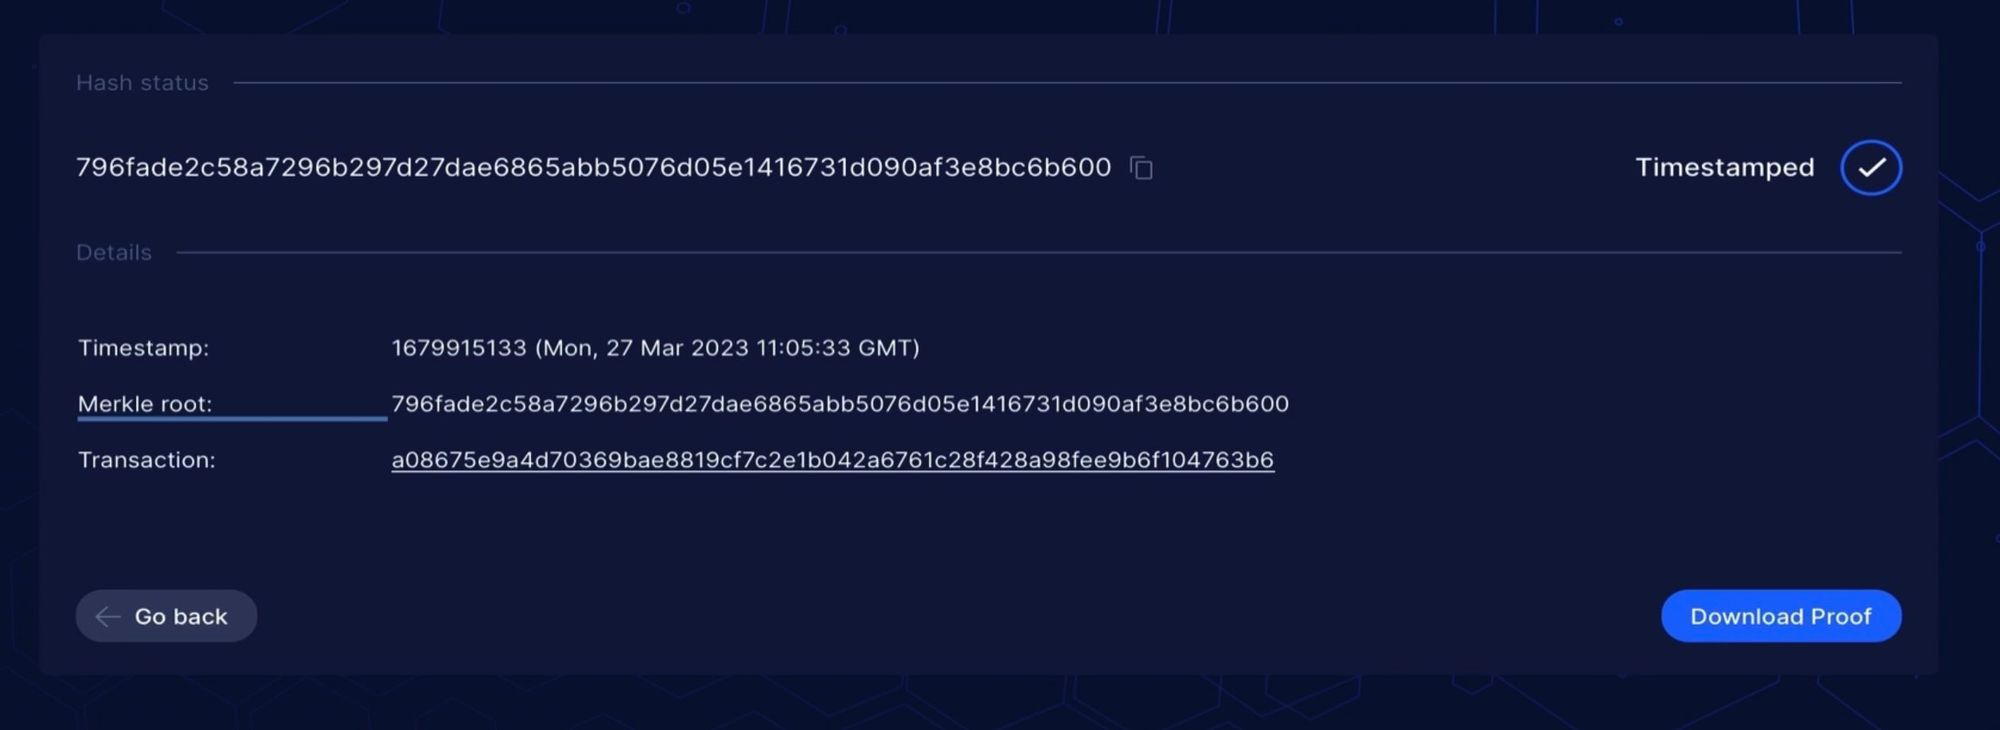 Hash status
796fade2c58a7296b297d27dae6865abb5076d05e1416731d090af3e8bc6b600 Timestamped
Details
Timestamp: 1679915133 (Mon, 27 Mar 2023 11:05:33 GMT)
Merkle root: 796fade2c58a7296b297d27dae6865abb5076d05e1416731d090af3e8bc6b600
Transaction: a08675e9a4d70369bae8819cf7c2e1b042a6761c28f428a98fee9b6f104763b6
Go back Download Proof